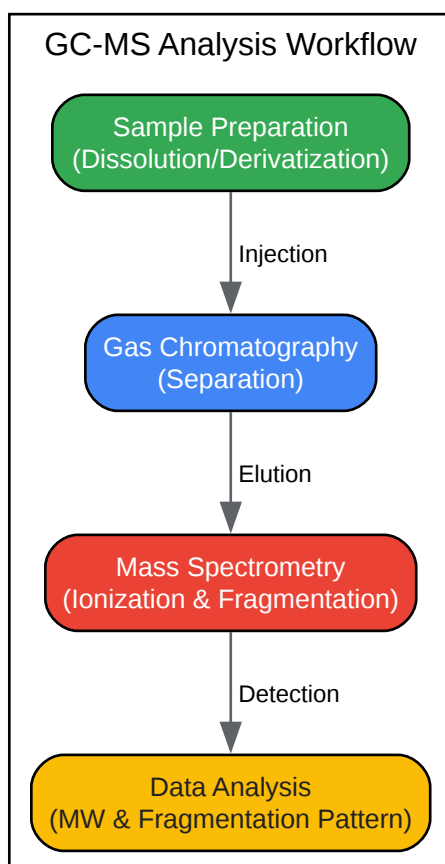 GC-MS Analysis Workflow
Sample Preparation
(Dissolution/Derivatization)
Injection
Gas Chromatography
(Separation)
Elution
Mass Spectrometry
(Ionization & Fragmentation)
Detection
Data Analysis
(MW & Fragmentation Pattern)